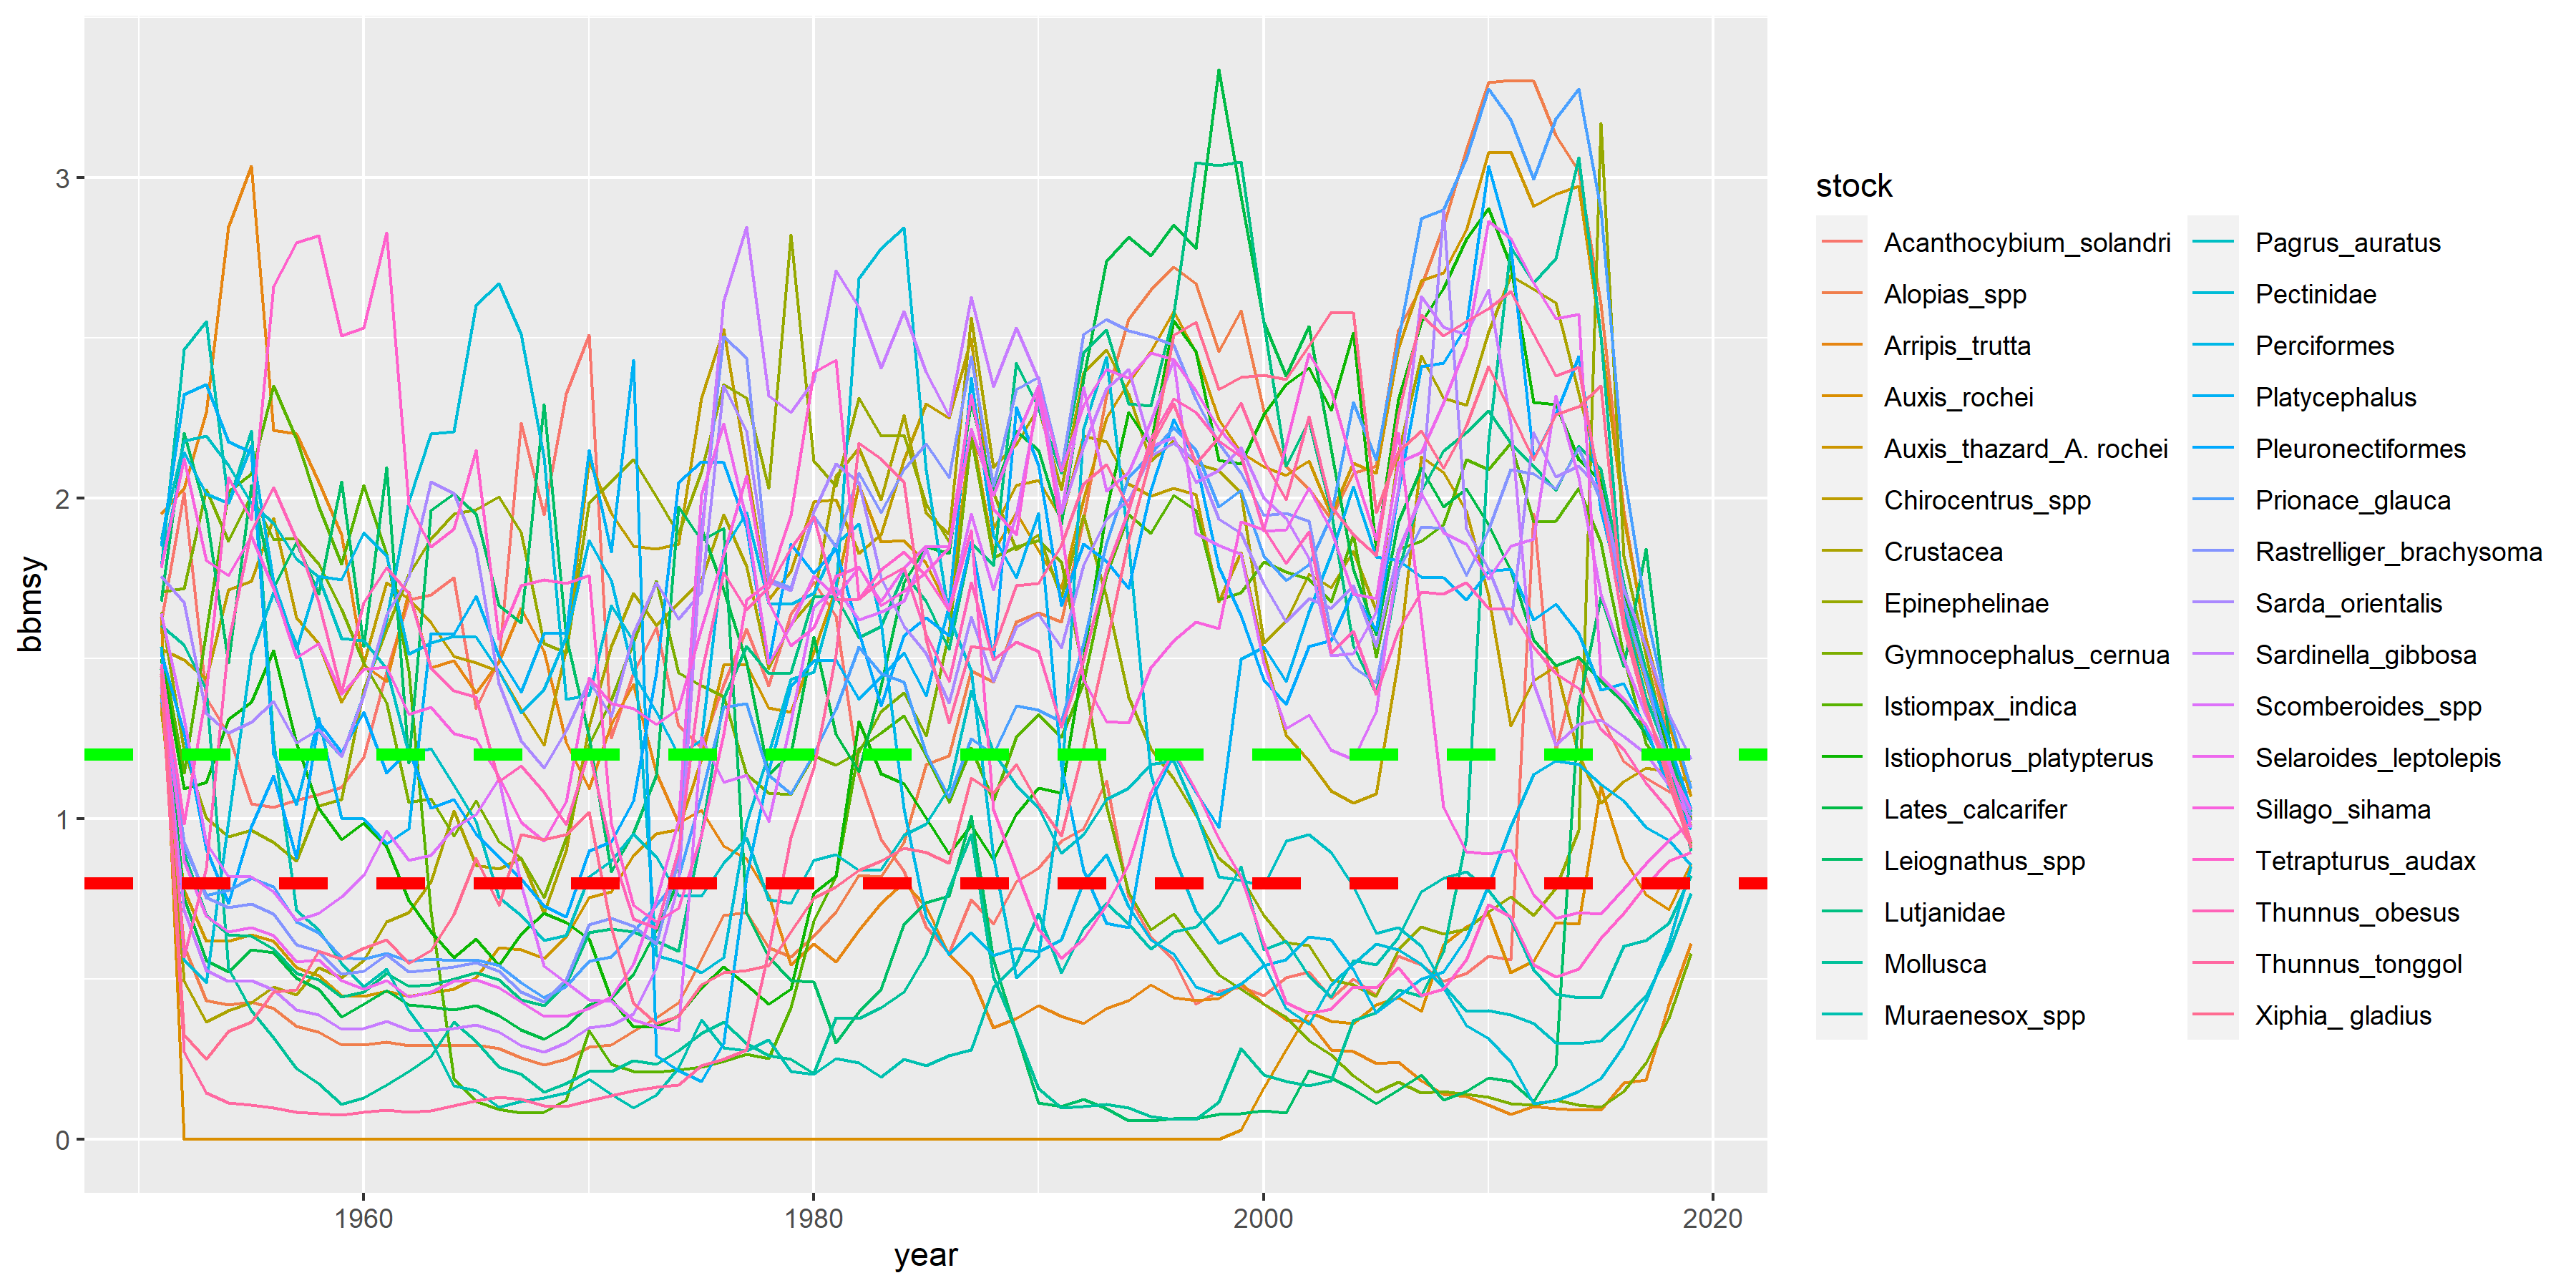 3
2
1
0
bbmsy
1960
1980
2000
2020
year
stock
Acanthocybium_solandri
Alopias_spp
Arripis_trutta
Auxis_rochei
Auxis_thazard_A. rochei
Chirocentrus_spp
Crustacea
Epinephelinae
Gymnocephalus_cernua
Istiompax_indica
Istiophorus_platypterus
Lates_calcarifer
Leiognathus_spp
Lutjanidae
Mollusca
Muraenesox_spp
Pagrus_auratus
Pectinidae
Perciformes
Platycephalus
Pleuronectiformes
Prionace_glauca
Rastrelliger_brachysoma
Sarda_orientalis
Sardinella_gibbosa
Scomberoides_spp
Selaroides_leptolepis
Sillago_sihama
Tetrapturus_audax
Thunnus_obesus
Thunnus_tonggol
Xiphia_ gladius